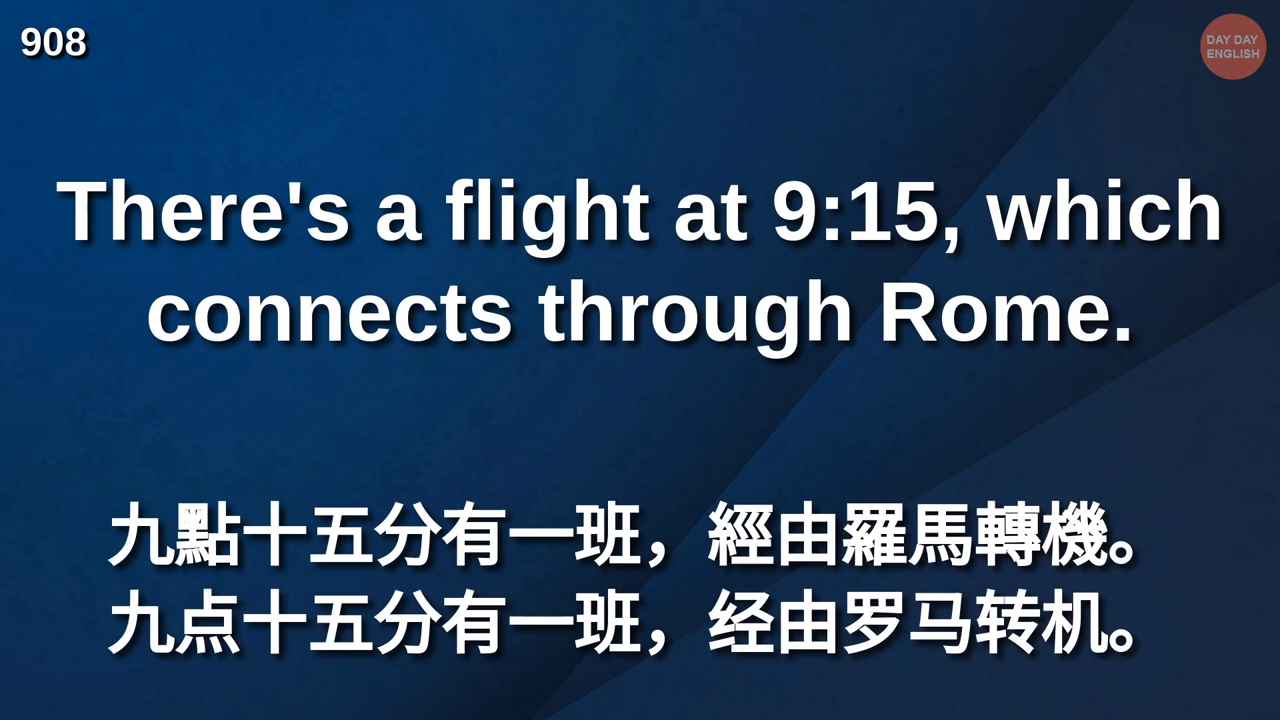 908
DAY DAY
ENGLISH
There's a flight at 9:15, which
connects through Rome.
九點十五分有一班，經由羅馬轉機。
九点十五分有一班，经由罗马转机。